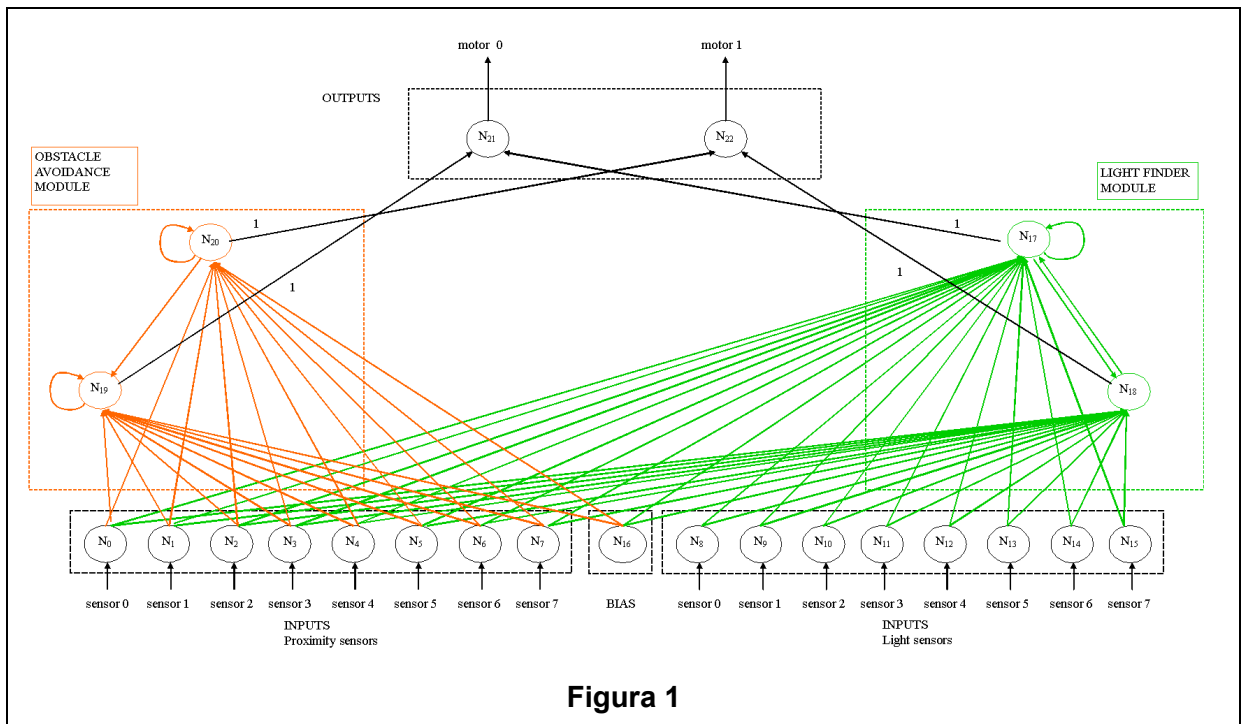 motor 0 motor 1
OUTPUTS
N21 N22
OBSTACLE
AVOIDANCE
MODULE
LIGHT FINDER
MODULE
N20 1 1 N17
1 1
N19 N18
N0 N1 N2 N3 N4 N5 N6 N7 N16 N8 N9 N10 N11 N12 N13 N14 N15
sensor 0 sensor 1 sensor 2 sensor 3 sensor 4 sensor 5 sensor 6 sensor 7 BIAS sensor 0 sensor 1 sensor 2 sensor 3 sensor 4 sensor 5 sensor 6 sensor 7
INPUTS INPUTS
Proximity sensors Light sensors
Figura 1